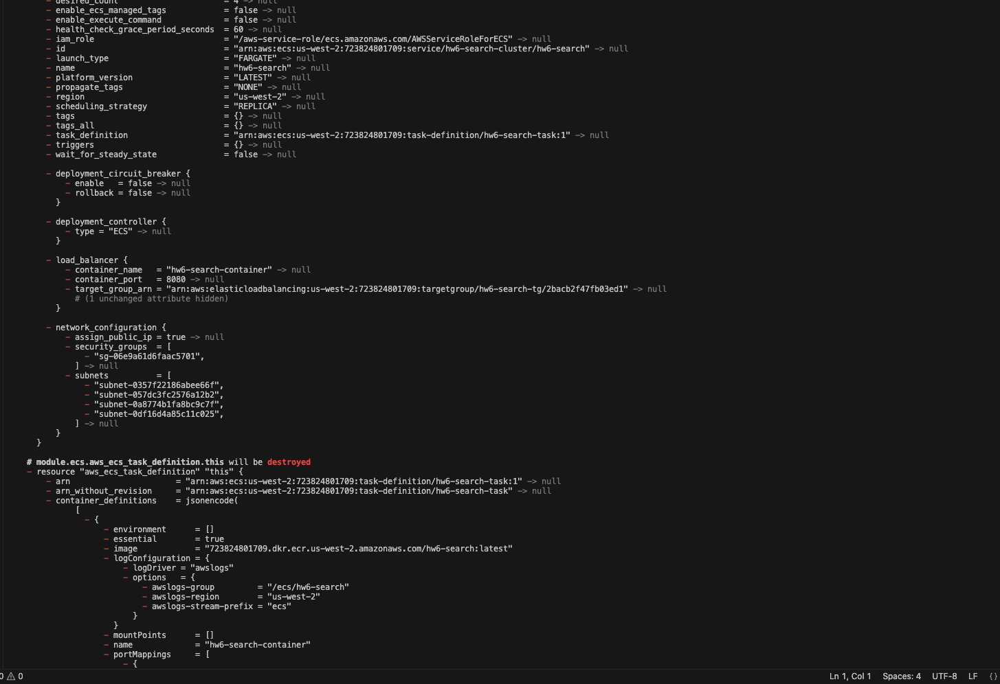 - desired_count = 4 -> null
- enable_ecs_managed_tags = false -> null
- enable_execute_command = false -> null
- health_check_grace_period_seconds = 60 -> null
- iam_role = "/aws-service-role/ecs.amazonaws.com/AWSServiceRoleForECS" -> null
- id = "arn:aws:ecs:us-west-2:723824801709:service/hw6-search-cluster/hw6-search" -> null
- launch_type = "FARGATE" -> null
- name = "hw6-search" -> null
- platform_version = "LATEST" -> null
- propagate_tags = "NONE" -> null
- region = "us-west-2" -> null
- scheduling_strategy = "REPLICA" -> null
- tags = {} -> null
- tags_all = {} -> null
- task_definition = "arn:aws:ecs:us-west-2:723824801709:task-definition/hw6-search-task:1" -> null
- triggers = {} -> null
- wait_for_steady_state = false -> null
- deployment_circuit_breaker {
- enable = false -> null
- rollback = false -> null
}
- deployment_controller {
- type = "ECS" -> null
}
- load_balancer {
- container_name = "hw6-search-container" -> null
- container_port = 8080 -> null
- target_group_arn = "arn:aws:elasticloadbalancing:us-west-2:723824801709:targetgroup/hw6-search-tg/2bacb2f47fb03ed1" -> null
# (1 unchanged attribute hidden)
}
- network_configuration {
- assign_public_ip = true -> null
- security_groups = [
- "sg-06e9a61d6faac5701",
] -> null
- subnets = [
- "subnet-0357f22186abee66f",
- "subnet-057dc3fc2576a12b2",
- "subnet-0a8774b1fa8bc9c7f",
- "subnet-0df16d4a85c11c025",
] -> null
}
}
# module.ecs.aws_ecs_task_definition.this will be destroyed
- resource "aws_ecs_task_definition" "this" {
- arn = "arn:aws:ecs:us-west-2:723824801709:task-definition/hw6-search-task:1" -> null
- arn_without_revision = "arn:aws:ecs:us-west-2:723824801709:task-definition/hw6-search-task" -> null
- container_definitions = jsonencode(
[
- {
- environment = []
- essential = true
- image = "723824801709.dkr.ecr.us-west-2.amazonaws.com/hw6-search:latest"
- logConfiguration = {
- logDriver = "awslogs"
- options = {
- awslogs-group = "/ecs/hw6-search"
- awslogs-region = "us-west-2"
- awslogs-stream-prefix = "ecs"
}
}
- mountPoints = []
- name = "hw6-search-container"
- portMappings = [
- {
0 ⚠ 0 Ln 1, Col 1 Spaces: 4 UTF-8 LF {}